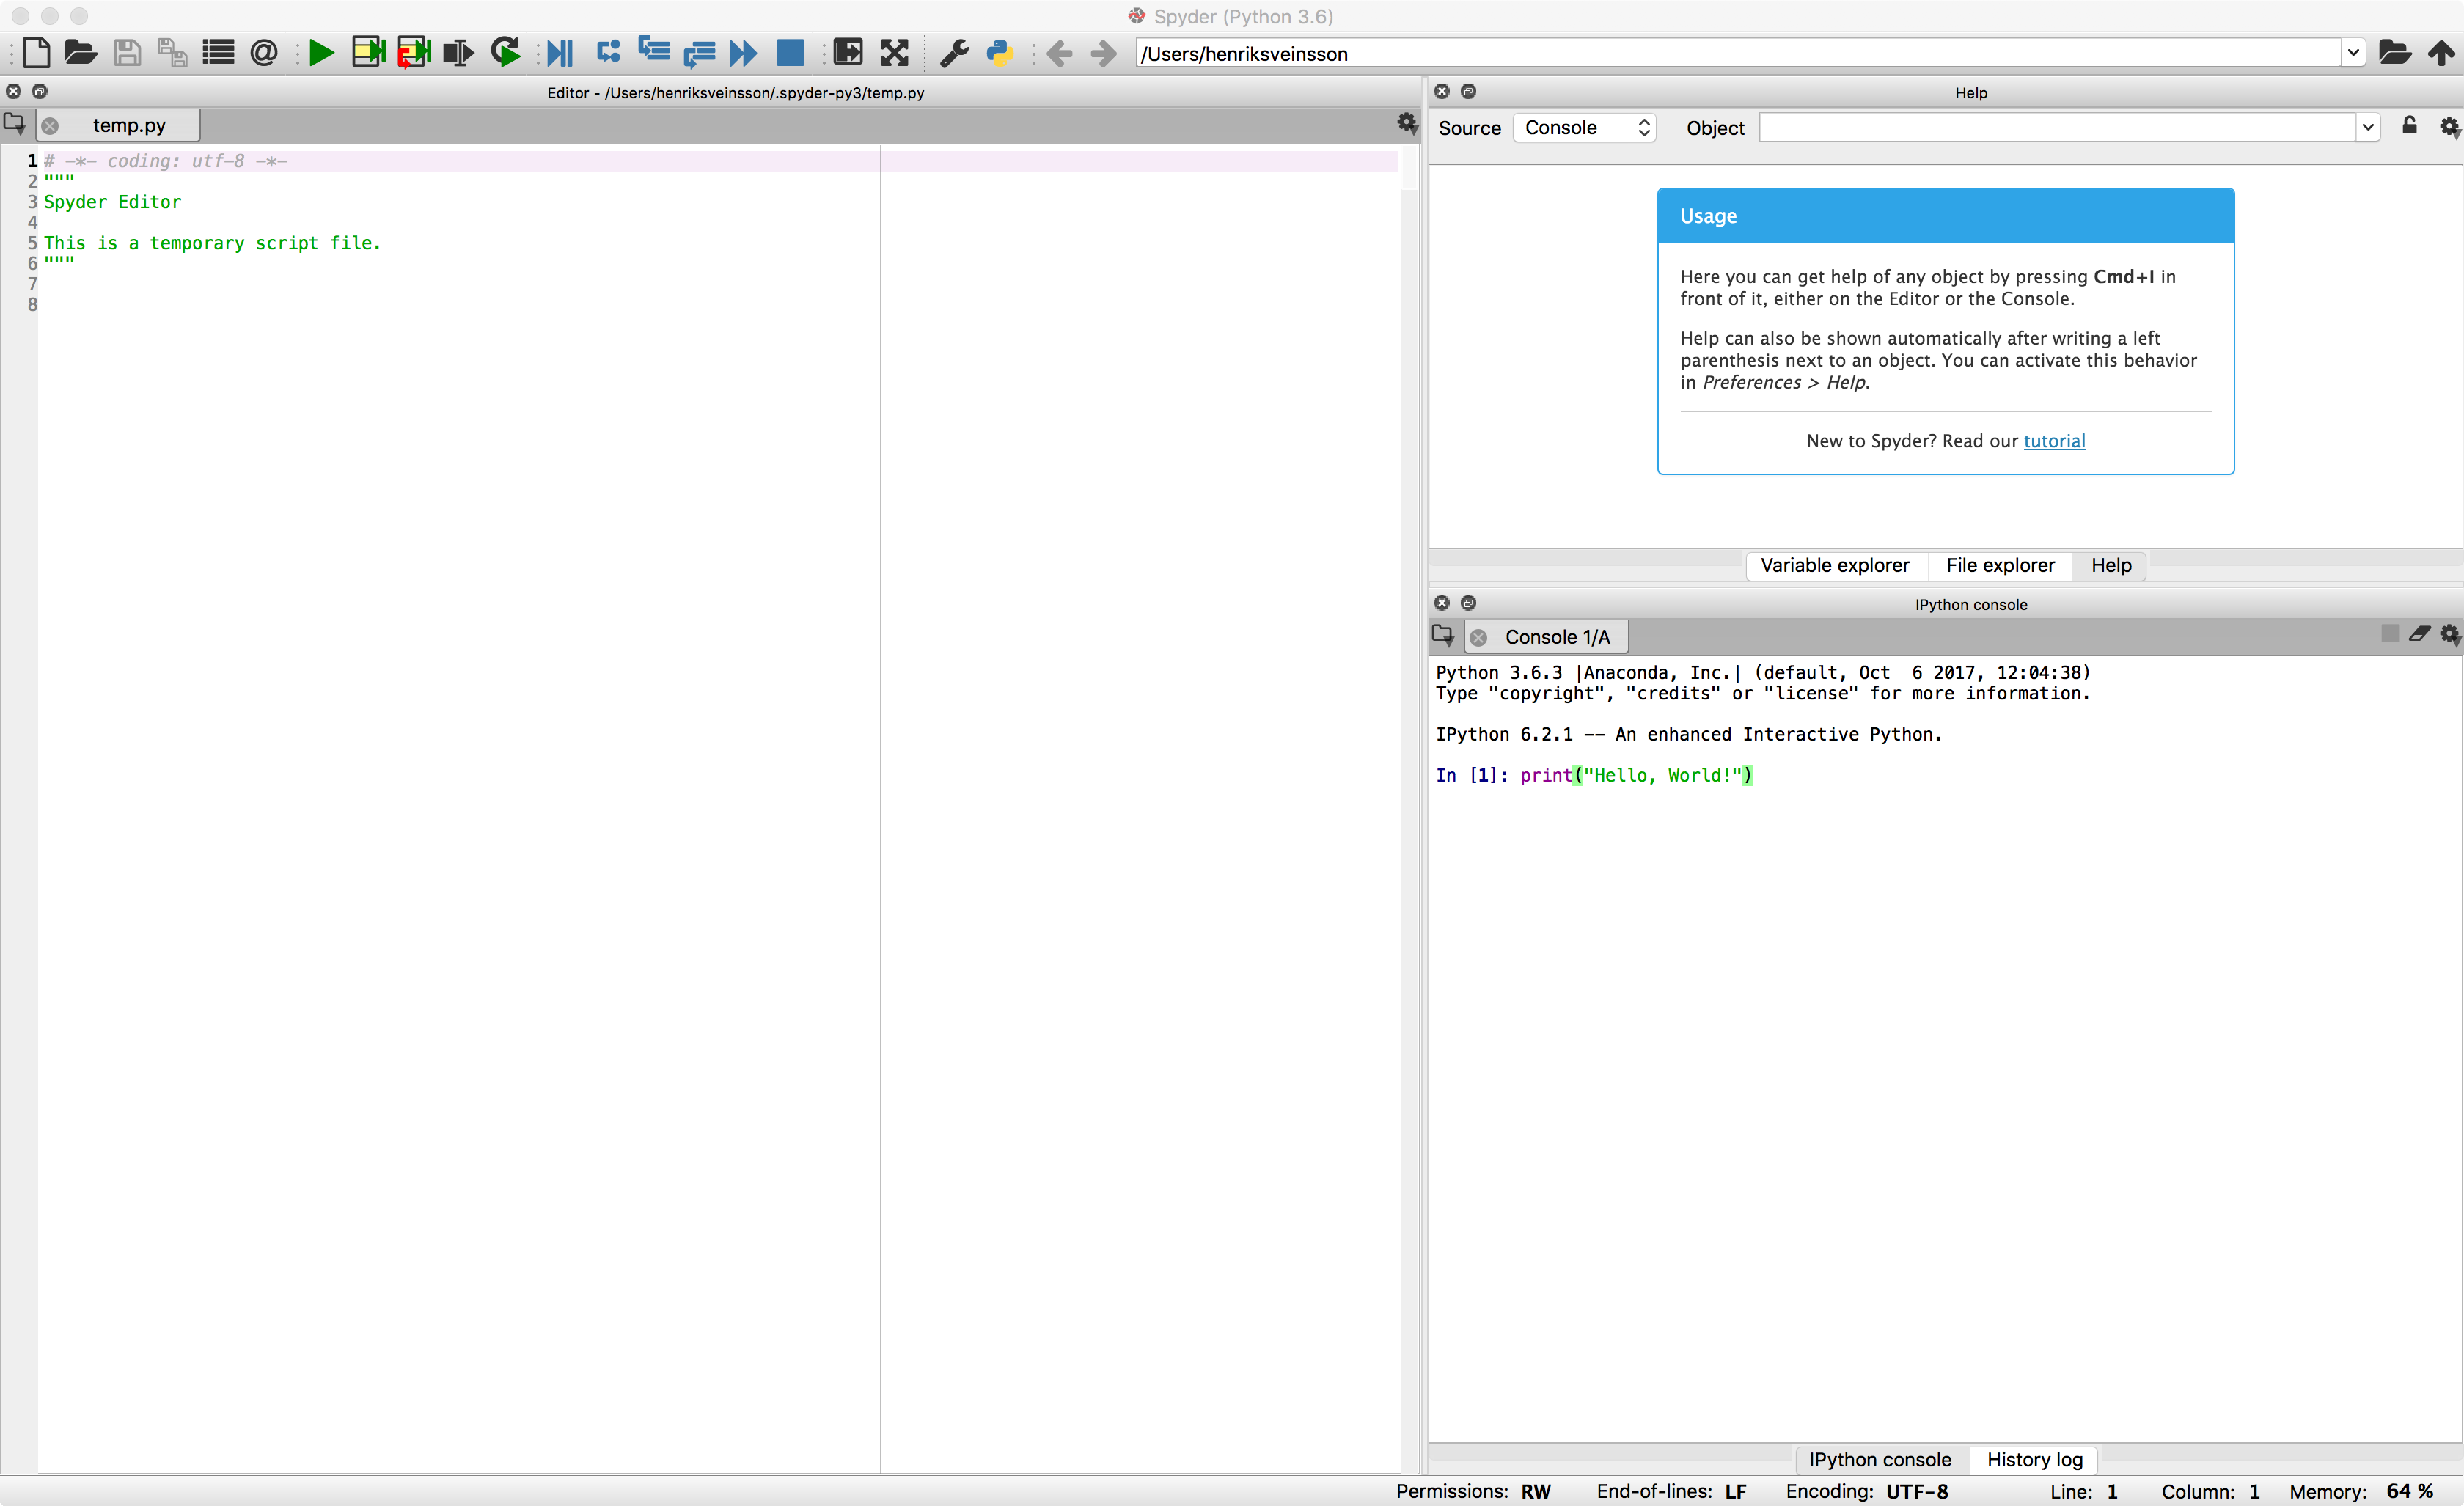 Spyder (Python 3.6)
/Users/henriksveinsson
Editor - /Users/henriksveinsson/.spyder-py3/temp.py
temp.py
1 # -*- coding: utf-8 -*-
2 """
3 Spyder Editor
4
5 This is a temporary script file.
6 """
7
8
Help
Source Console Object
Usage
Here you can get help of any object by pressing Cmd+I in
front of it, either on the Editor or the Console.
Help can also be shown automatically after writing a left
parenthesis next to an object. You can activate this behavior
in Preferences > Help.
New to Spyder? Read our tutorial
Variable explorer File explorer Help
IPython console
Console 1/A
Python 3.6.3 |Anaconda, Inc.| (default, Oct  6 2017, 12:04:38)
Type "copyright", "credits" or "license" for more information.
IPython 6.2.1 -- An enhanced Interactive Python.
In [1]: print("Hello, World!")
IPython console History log
Permissions: RW End-of-lines: LF Encoding: UTF-8 Line: 1 Column: 1 Memory: 64 %